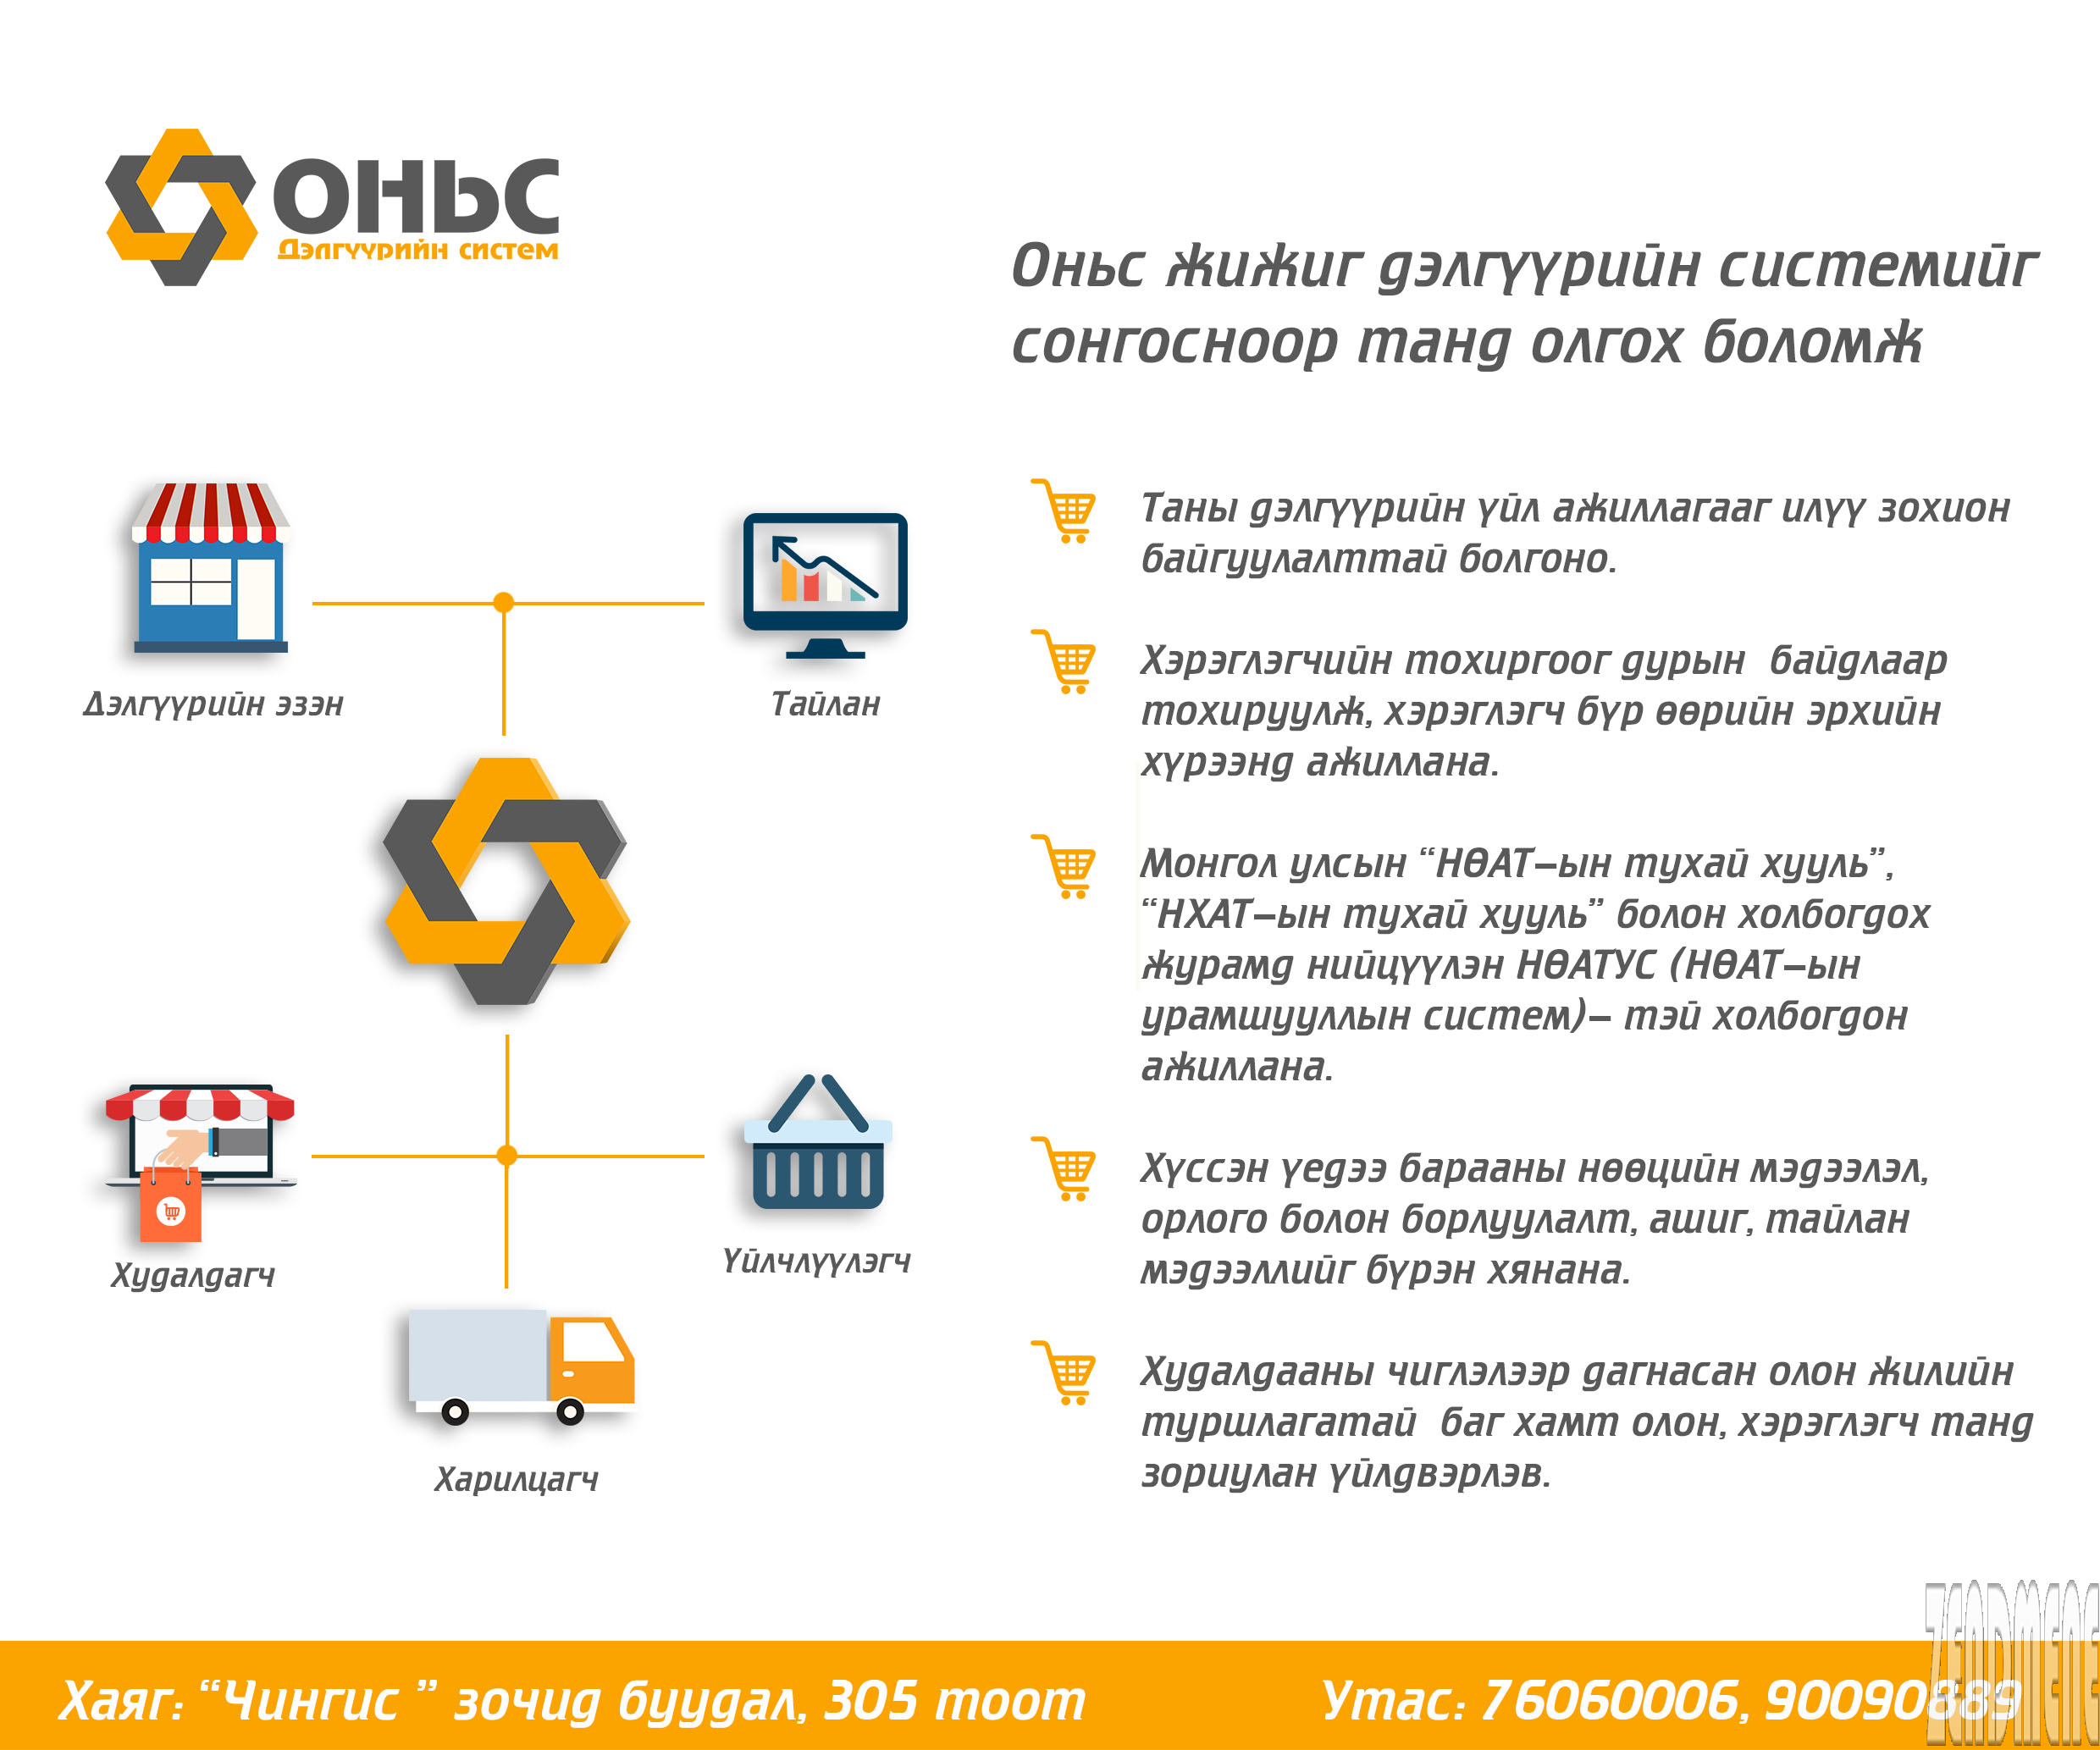 ОНЬС
Дэлгүүрийн систем
Оньс жижиг дэлгүүрийн системийг
сонгосноор танд олгох боломж
Дэлгүүрийн эзэн
Тайлан
Худалдагч
Үйлчлүүлэгч
Харилцагч
Таны дэлгүүрийн үйл ажиллагааг илүү зохион
байгуулалттай болгоно.
Хэрэглэгчийн тохиргоог дурын байдлаар
тохируулж, хэрэглэгч бүр өөрийн эрхийн
хүрээнд ажиллана.
Монгол улсын “НӨАТ-ын тухай хууль”,
“НХАТ-ын тухай хууль” болон холбогдох
журамд нийцүүлэн НӨАТУС (НӨАТ-ын
урамшууллын систем)- тэй холбогдон
ажиллана.
Хүссэн үедээ барааны нөөцийн мэдээлэл,
орлого болон борлуулалт, ашиг, тайлан
мэдээллийг бүрэн хянана.
Худалдааны чиглэлээр дагнасан олон жилийн
туршлагатай баг хамт олон, хэрэглэгч танд
зориулан үйлдвэрлэв.
Хаяг: “Чингис ” зочид буудал, 305 тоот
Утас: 76060006, 90090889
ZENDMENE